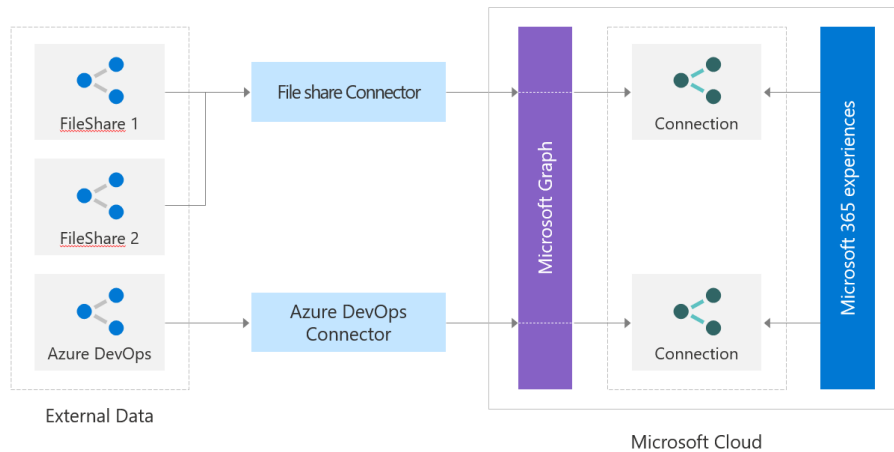 FileShare 1
FileShare 2
Azure DevOps
External Data
File share Connector
Azure DevOps
Connector
Microsoft Graph
Connection
Connection
Microsoft 365 experiences
Microsoft Cloud